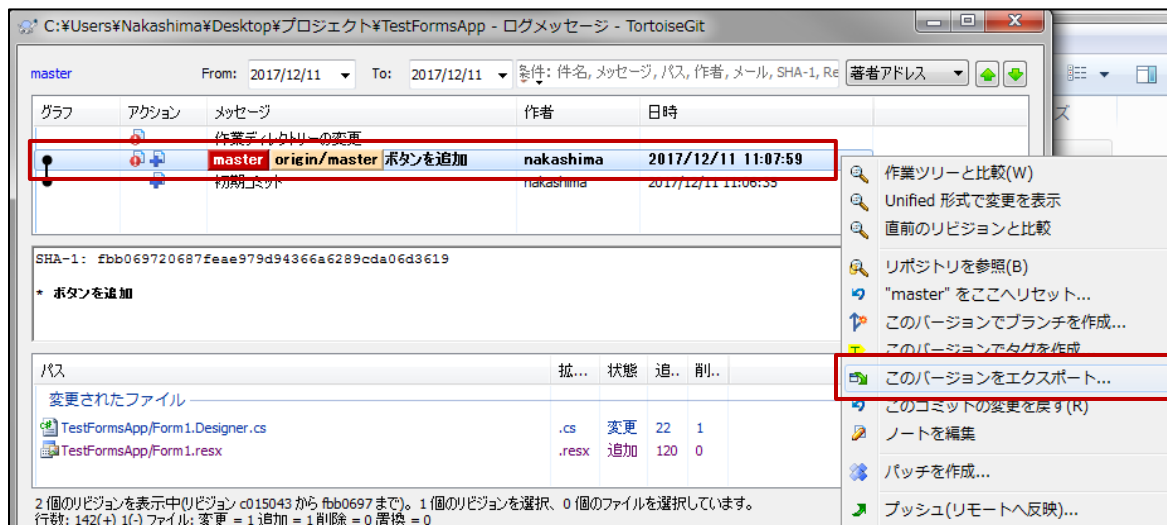 C:¥Users¥Nakashima¥Desktop¥プロジェクト¥TestFormsApp - ログメッセージ - TortoiseGit
master From: 2017/12/11 To: 2017/12/11 条件: 件名, メッセージ, パス, 作者, メール, SHA-1, Re 著者アドレス
グラフ アクション メッセージ 作者 日時
作業ディレクトリーの変更
master origin/master ボタンを追加 nakashima 2017/12/11 11:07:59
初期コミット nakashima 2017/12/11 11:06:35
SHA-1: fbb069720687feae979d94366a6289cda06d3619
* ボタンを追加
パス 拡... 状態 追.. 削..
変更されたファイル
TestFormsApp/Form1.Designer.cs .cs 変更 22 1
TestFormsApp/Form1.resx .resx 追加 120 0
2 個のリビジョンを表示中(リビジョン c015043 から fbb0697 まで)。1 個のリビジョンを選択、0 個のファイルを選択しています。
行数: 142(+) 1(-) ファイル: 変更 = 1 追加 = 1 削除 = 0 置換 = 0
ズ
作業ツリーと比較(W)
Unified 形式で変更を表示
直前のリビジョンと比較
リポジトリを参照(B)
"master" をここへリセット...
このバージョンでブランチを作成...
このバージョンでタグを作成
このバージョンをエクスポート...
このコミットの変更を戻す(R)
ノートを編集
パッチを作成...
プッシュ(リモートへ反映)...